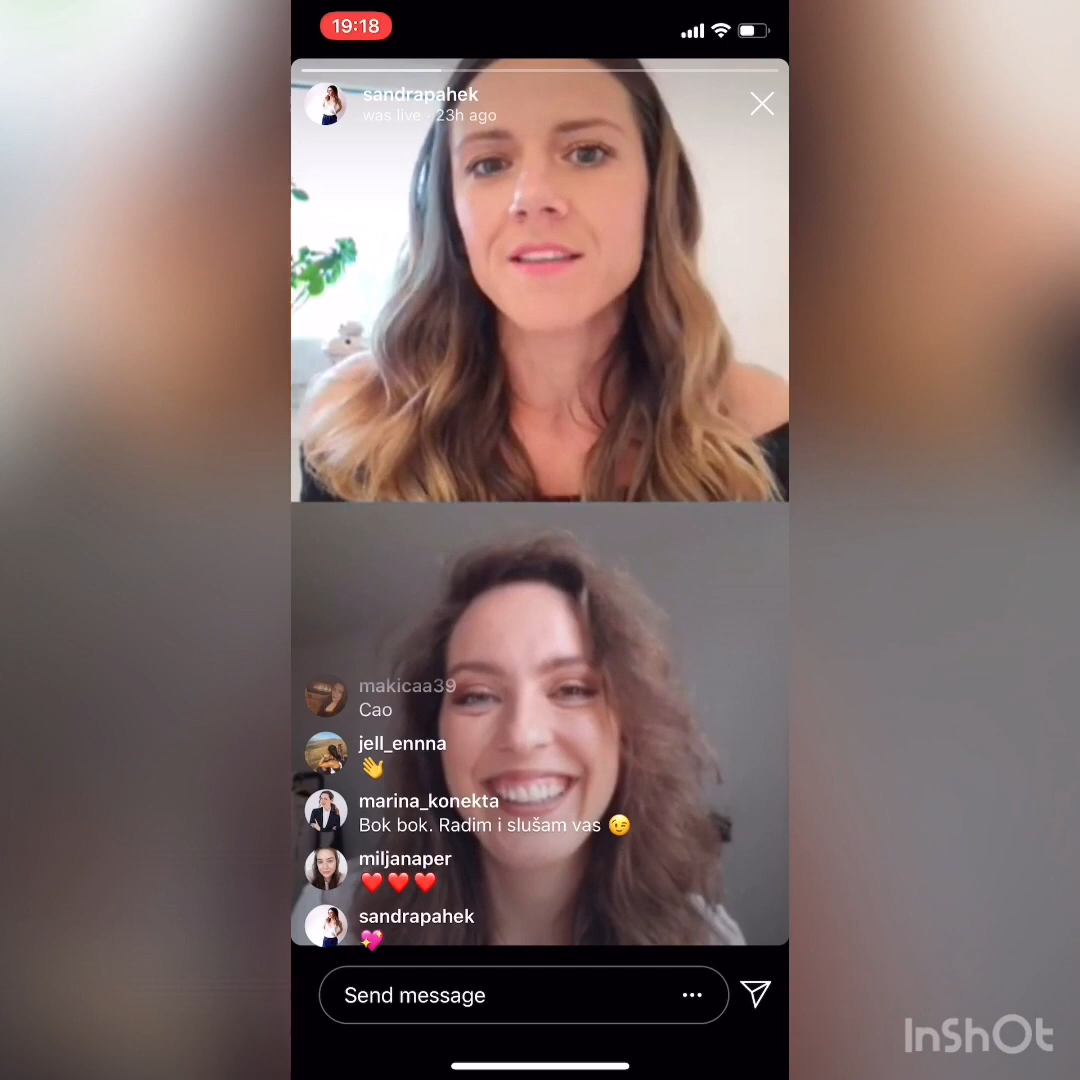 19:18
sandrapahek
was live · 23h ago
makicaa39
Cao
jell_ennna
👋
marina_konekta
Bok bok. Radim i slušam vas 😉
miljanaper
❤️❤️❤️
sandrapahek
💖
Send message
InShOt